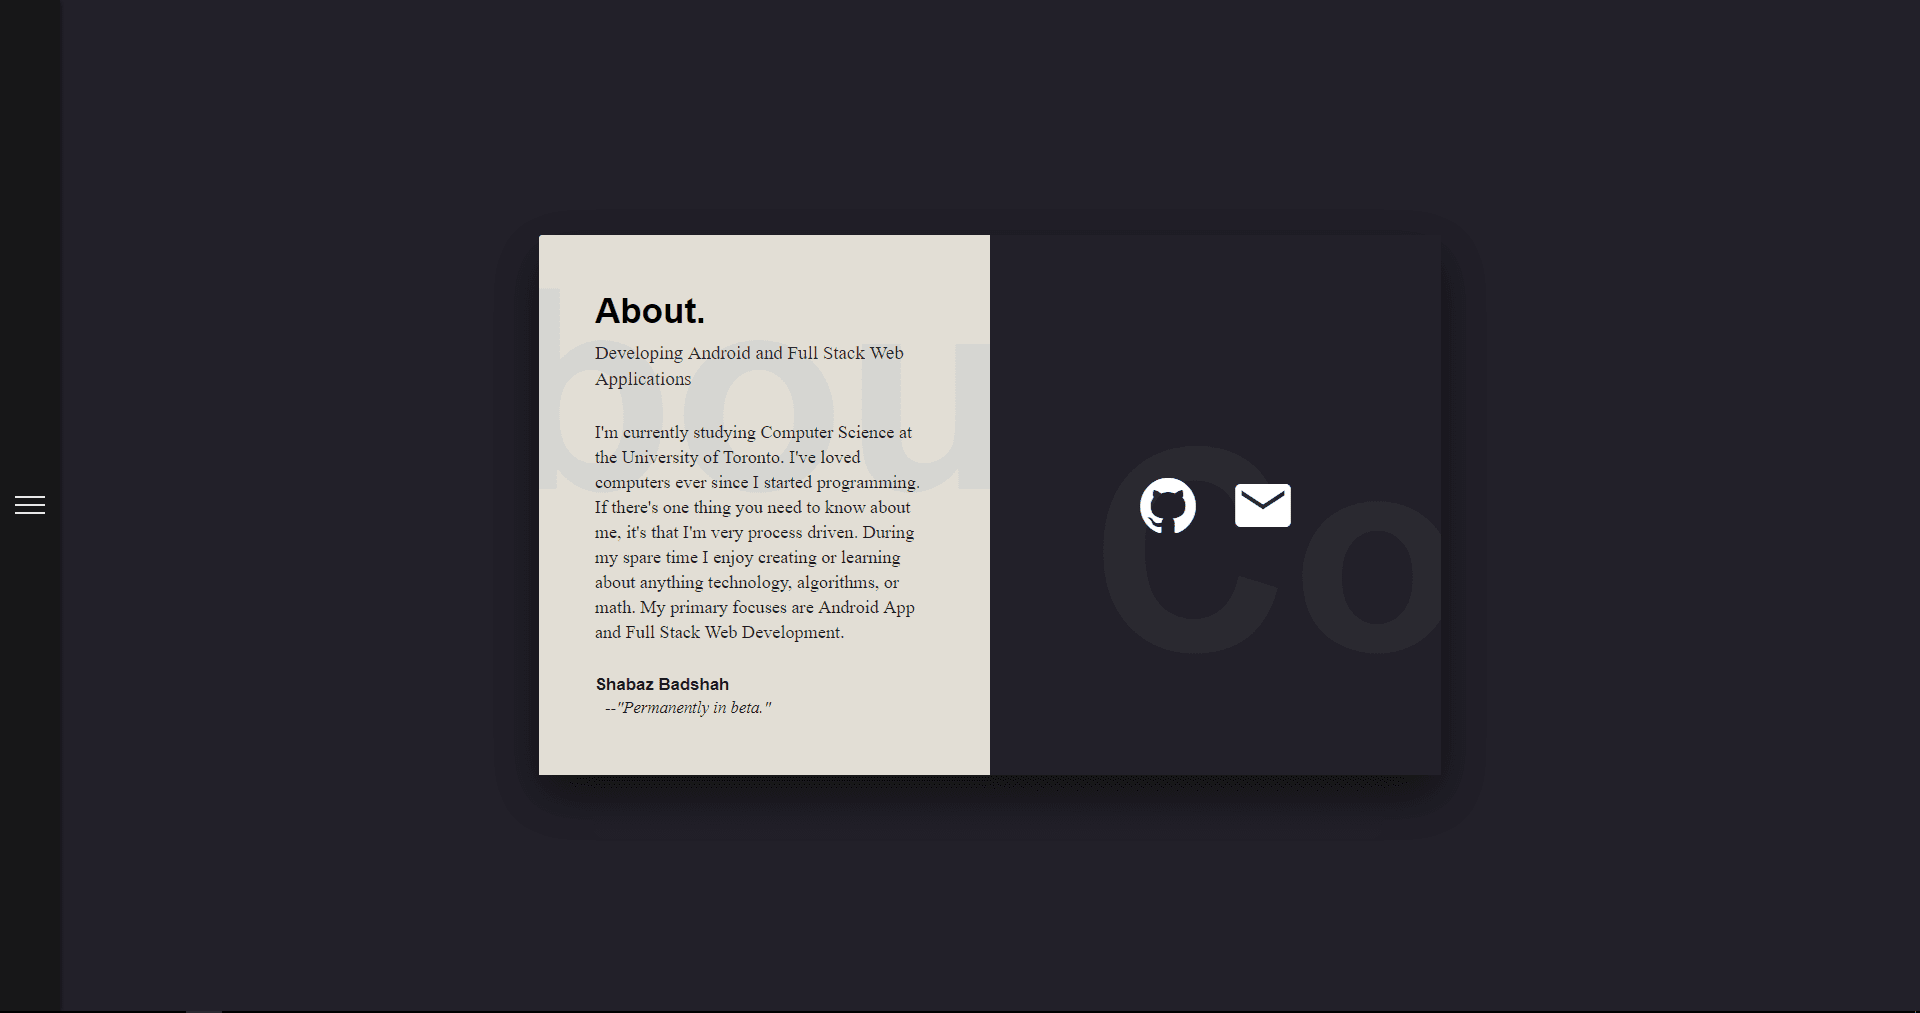 About.
Developing Android and Full Stack Web
Applications
I'm currently studying Computer Science at
the University of Toronto. I've loved
computers ever since I started programming.
If there's one thing you need to know about
me, it's that I'm very process driven. During
my spare time I enjoy creating or learning
about anything technology, algorithms, or
math. My primary focuses are Android App
and Full Stack Web Development.
Shabaz Badshah
--"Permanently in beta."
bou
Co